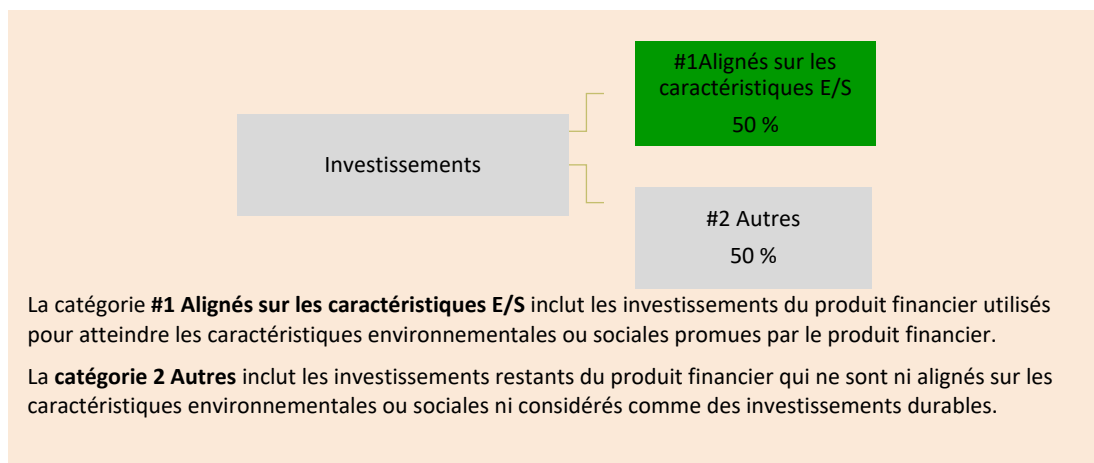 #1Alignés sur les
caractéristiques E/S
50 %
Investissements
#2 Autres
50 %
La catégorie #1 Alignés sur les caractéristiques E/S inclut les investissements du produit financier utilisés
pour atteindre les caractéristiques environnementales ou sociales promues par le produit financier.
La catégorie 2 Autres inclut les investissements restants du produit financier qui ne sont ni alignés sur les
caractéristiques environnementales ou sociales ni considérés comme des investissements durables.